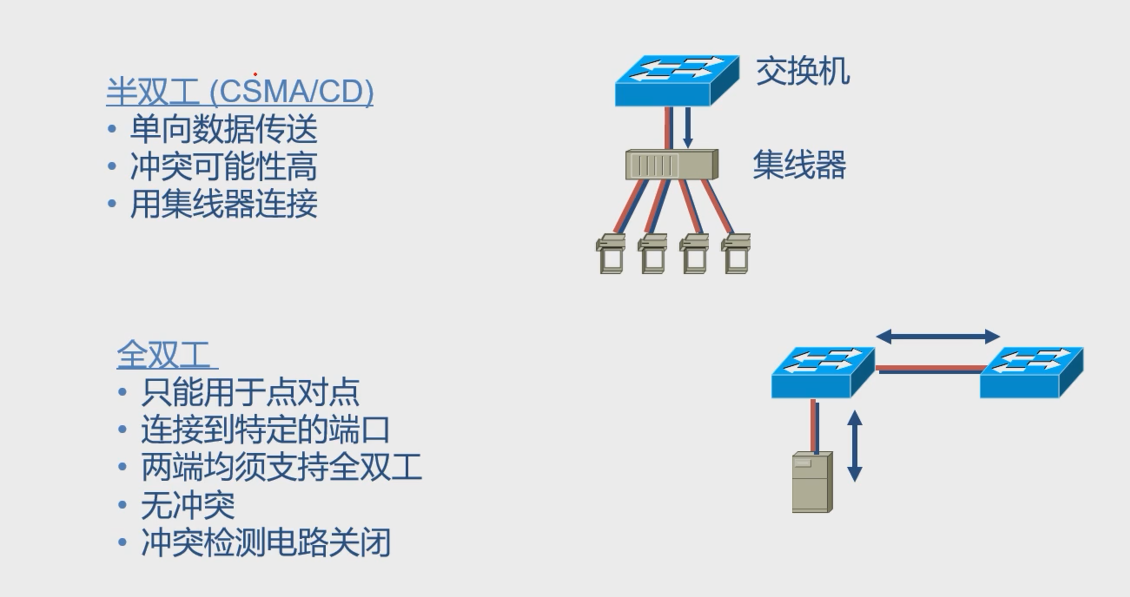 半双工 (CSMA/CD)
• 单向数据传送
• 冲突可能性高
• 用集线器连接
交换机
集线器
全双工
• 只能用于点对点
• 连接到特定的端口
• 两端均须支持全双工
• 无冲突
• 冲突检测电路关闭